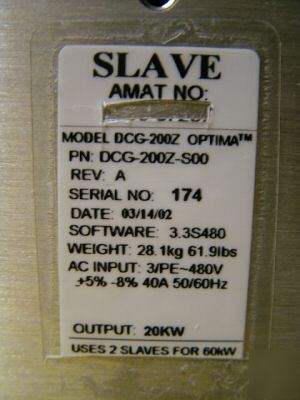 SLAVE
AMAT NO:
MODEL DCG-200Z OPTIMA™
PN: DCG-200Z-S00
REV: A
SERIAL NO: 174
DATE: 03/14/02
SOFTWARE: 3.3S480
WEIGHT: 28.1kg 61.9lbs
AC INPUT: 3/PE~480V
+5% -8% 40A 50/60Hz
OUTPUT: 20KW
USES 2 SLAVES FOR 60kW